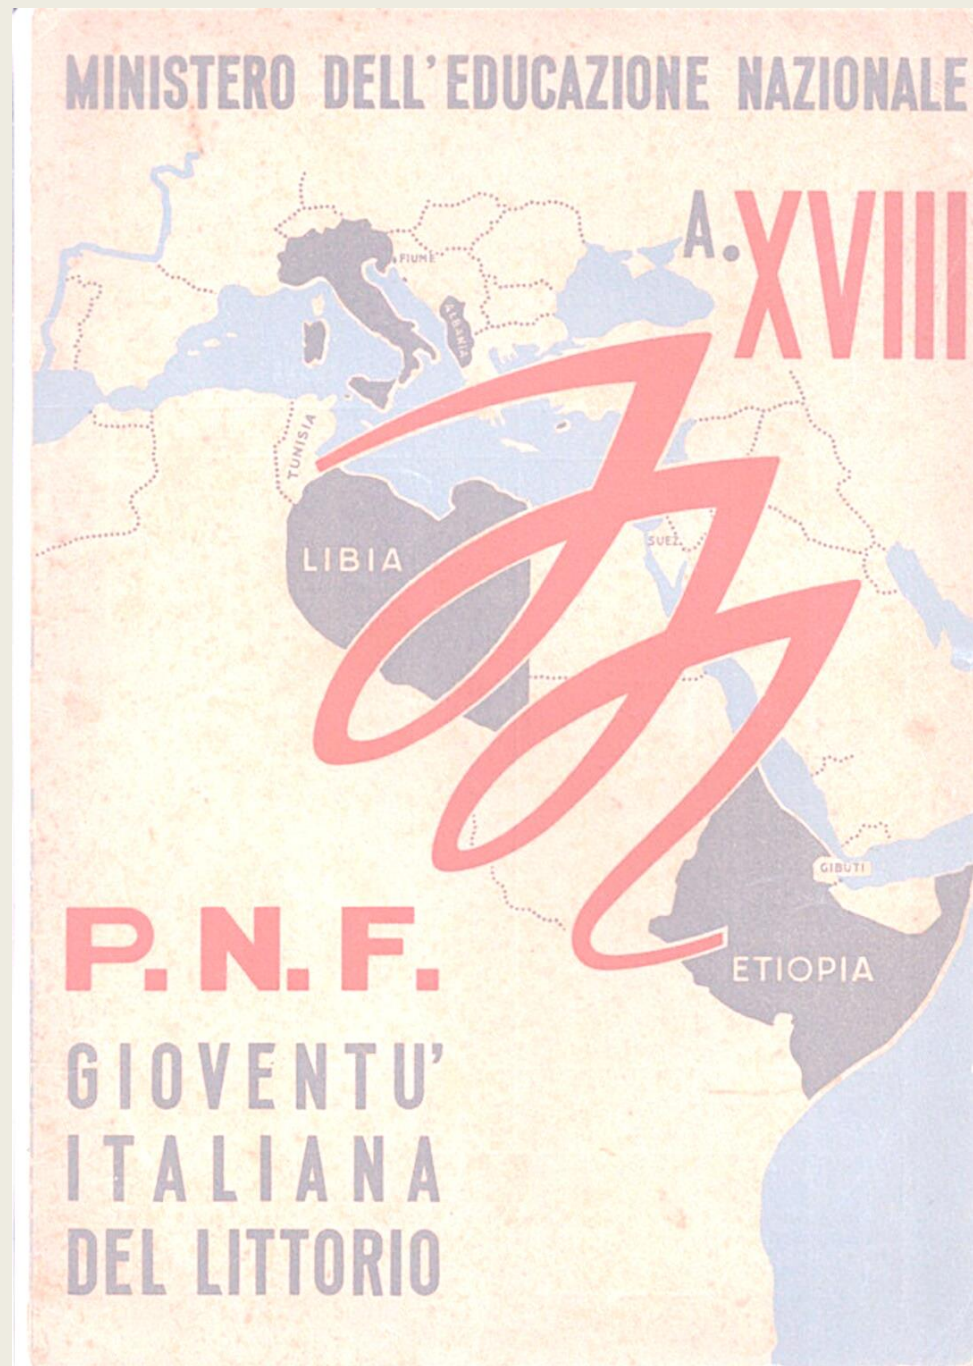 MINISTERO DELL'EDUCAZIONE NAZIONALE
A. XVIII
FIUME
ALBANIA
TUNISIA
LIBIA
SUEZ
GIBUTI
ETIOPIA
P.N.F.
GIOVENTU'
ITALIANA
DEL LITTORIO